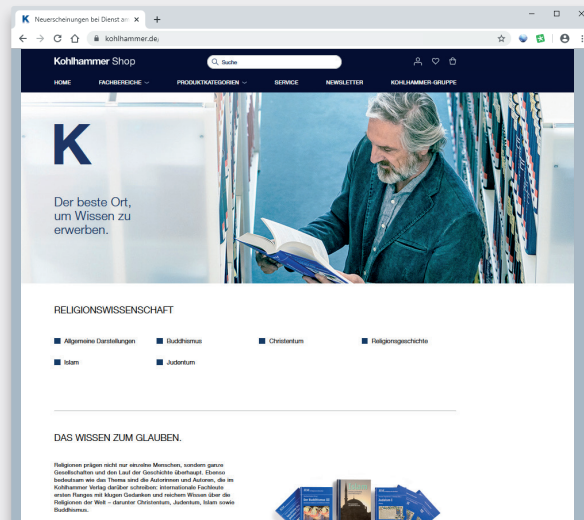 K Neuerscheinungen bei Dienst am
kohlhammer.de/
Kohlhammer Shop
Suche
HOME FACHBEREICHE PRODUKTKATEGORIEN SERVICE NEWSLETTER KOHLHAMMER-GRUPPE
K
Der beste Ort,
um Wissen zu
erwerben.
RELIGIONSWISSENSCHAFT
Allgemeine Darstellungen Buddhismus Christentum Religionsgeschichte
Islam Judentum
DAS WISSEN ZUM GLAUBEN.
Religionen prägen nicht nur einzelne Menschen, sondern ganze
Gesellschaften und den Lauf der Geschichte überhaupt. Ebenso
bedeutsam wie das Thema sind die Autorinnen und Autoren, die im
Kohlhammer Verlag darüber schreiben: internationale Fachleute
ersten Ranges mit klugen Gedanken und reichem Wissen über die
Religionen der Welt – darunter Christentum, Judentum, Islam sowie
Buddhismus.